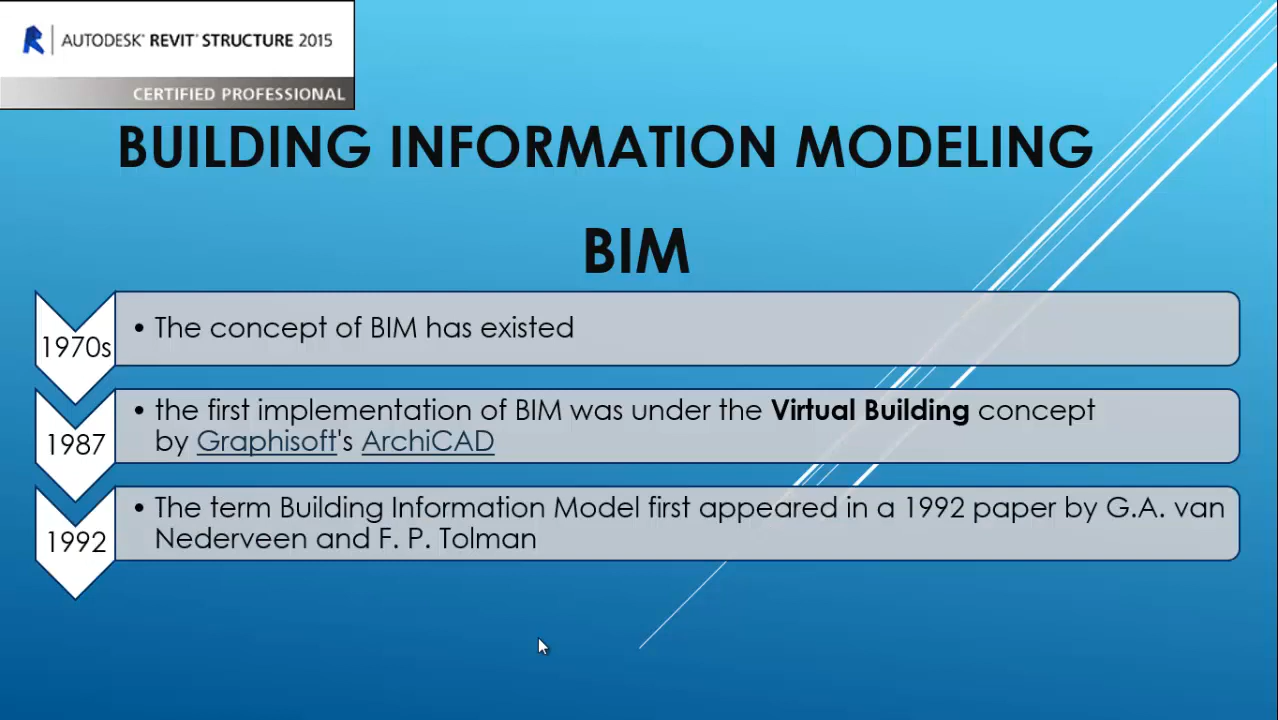 AUTODESK® REVIT® STRUCTURE 2015
CERTIFIED PROFESSIONAL
BUILDING INFORMATION MODELING
BIM
1970s
• The concept of BIM has existed
1987
• the first implementation of BIM was under the Virtual Building concept
by Graphisoft's ArchiCAD
1992
• The term Building Information Model first appeared in a 1992 paper by G.A. van
Nederveen and F. P. Tolman